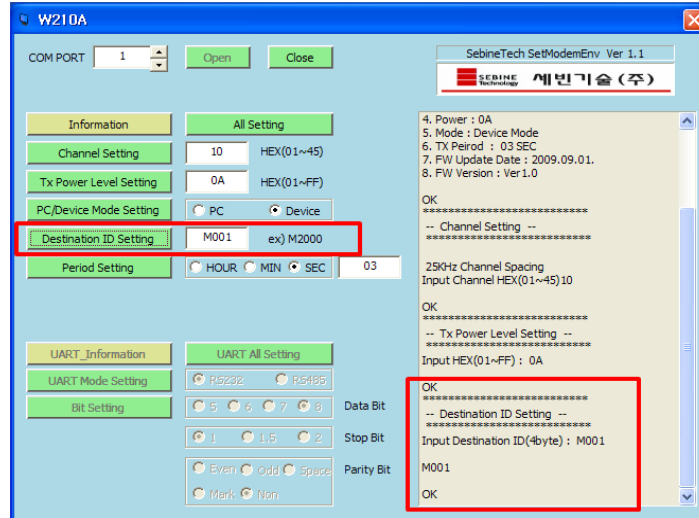 W210A
COM PORT 1 Open Close
SebineTech SetModemEnv Ver 1.1
SEBINE Technology 세빈기술(주)
Information All Setting
Channel Setting 10 HEX(01~45)
Tx Power Level Setting 0A HEX(01~FF)
PC/Device Mode Setting PC Device
Destination ID Setting M001 ex) M2000
Period Setting HOUR MIN SEC 03
UART_Information UART All Setting
UART Mode Setting RS232 RS485
Bit Setting 5 6 7 8 Data Bit
1 1.5 2 Stop Bit
Even Odd Space Parity Bit
Mark Non
4. Power : 0A
5. Mode : Device Mode
6. TX Peirod : 03 SEC
7. FW Update Date : 2009.09.01.
8. FW Version : Ver1.0
OK
**************************
-- Channel Setting --
**************************
25KHz Channel Spacing
Input Channel HEX(01~45)10
OK
**************************
-- Tx Power Level Setting --
**************************
Input HEX(01~FF) : 0A
OK
**************************
-- Destination ID Setting --
**************************
Input Destination ID(4byte) : M001
M001
OK